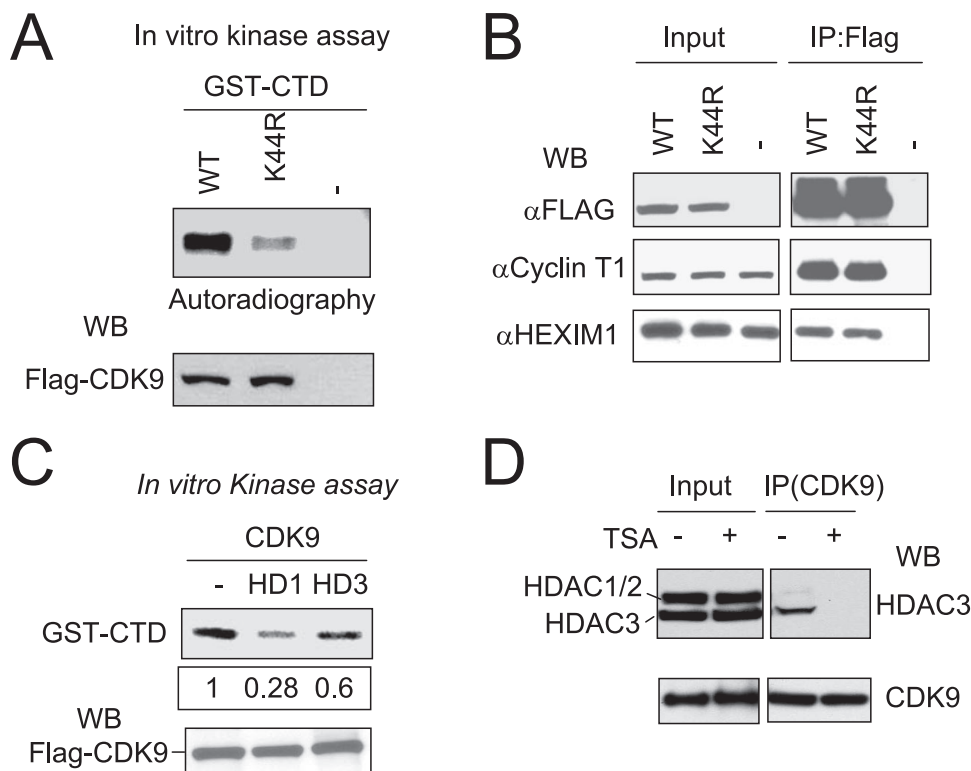 A
In vitro kinase assay
GST-CTD
WT
K44R
-
Autoradiography
WB
Flag-CDK9
B
Input IP:Flag
WB
WT K44R - WT K44R -
αFLAG
αCyclin T1
αHEXIM1
C
In vitro Kinase assay
CDK9
- HD1 HD3
GST-CTD
1 0.28 0.6
WB
Flag-CDK9
D
Input IP(CDK9)
TSA - + - +
WB
HDAC1/2
HDAC3
HDAC3
CDK9